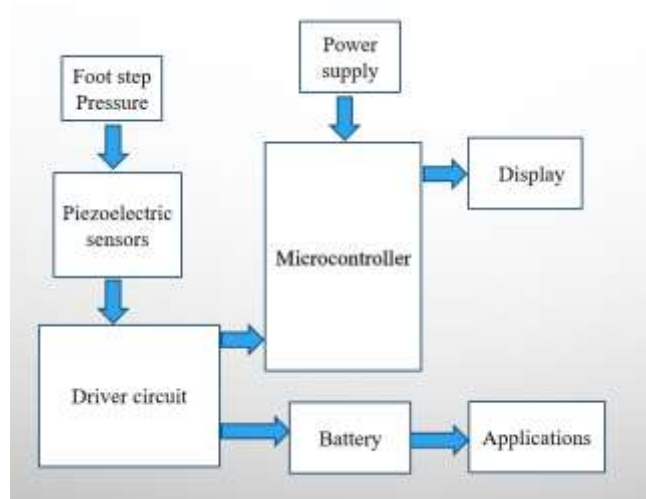 Foot step
Pressure
Power
supply
Piezoelectric
sensors
Microcontroller
Display
Driver circuit
Battery
Applications